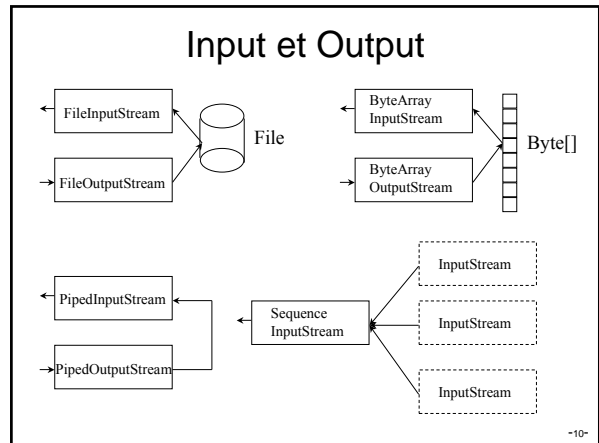 Input et Output
FileInputStream
File
FileOutputStream
ByteArray
InputStream
Byte[]
ByteArray
OutputStream
PipedInputStream
PipedOutputStream
Sequence
InputStream
InputStream
InputStream
InputStream
-10-